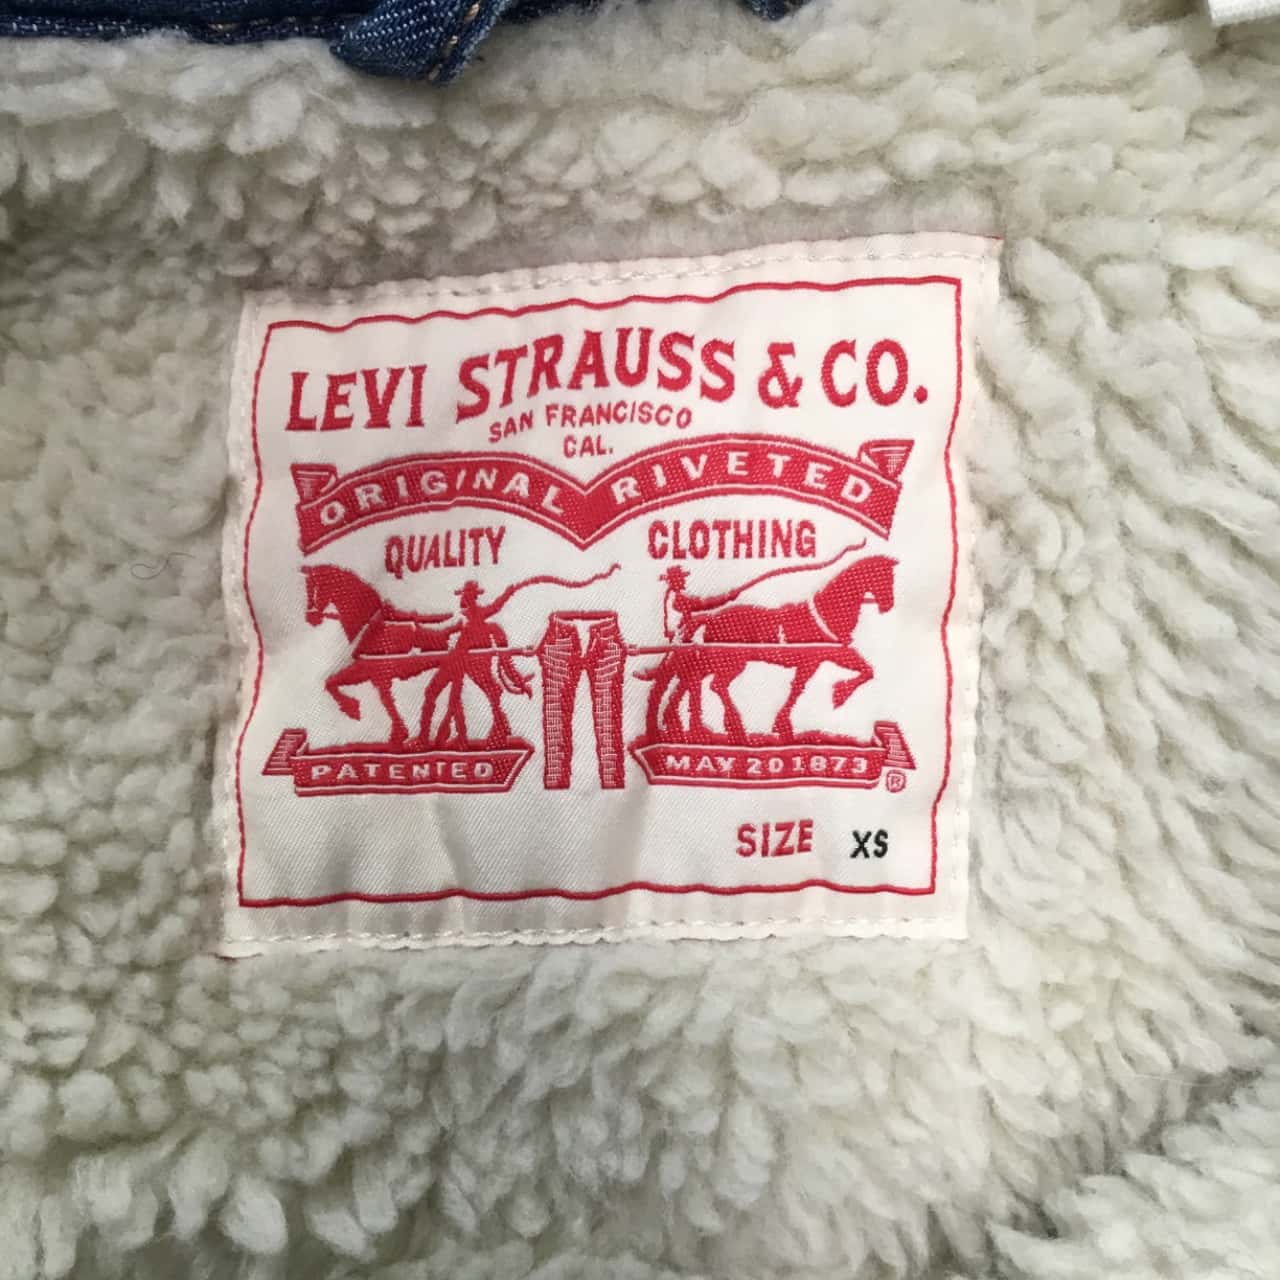 LEVI STRAUSS & CO.
SAN FRANCISCO
CAL.
ORIGINAL RIVETED
QUALITY CLOTHING
PATENTED MAY 20 1873 ®
SIZE XS